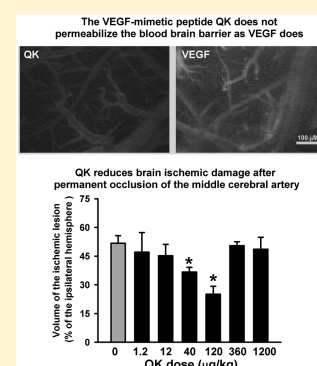 The VEGF-mimetic peptide QK does not
permeabilize the blood brain barrier as VEGF does
QK
VEGF
100 µM
QK reduces brain ischemic damage after
permanent occlusion of the middle cerebral artery
Volume of the ischemic lesion
(% of the ipsilateral hemisphere)
75
60
45
30
15
0
*
*
0 1.2 12 40 120 360 1200
QK dose (µg/kg)